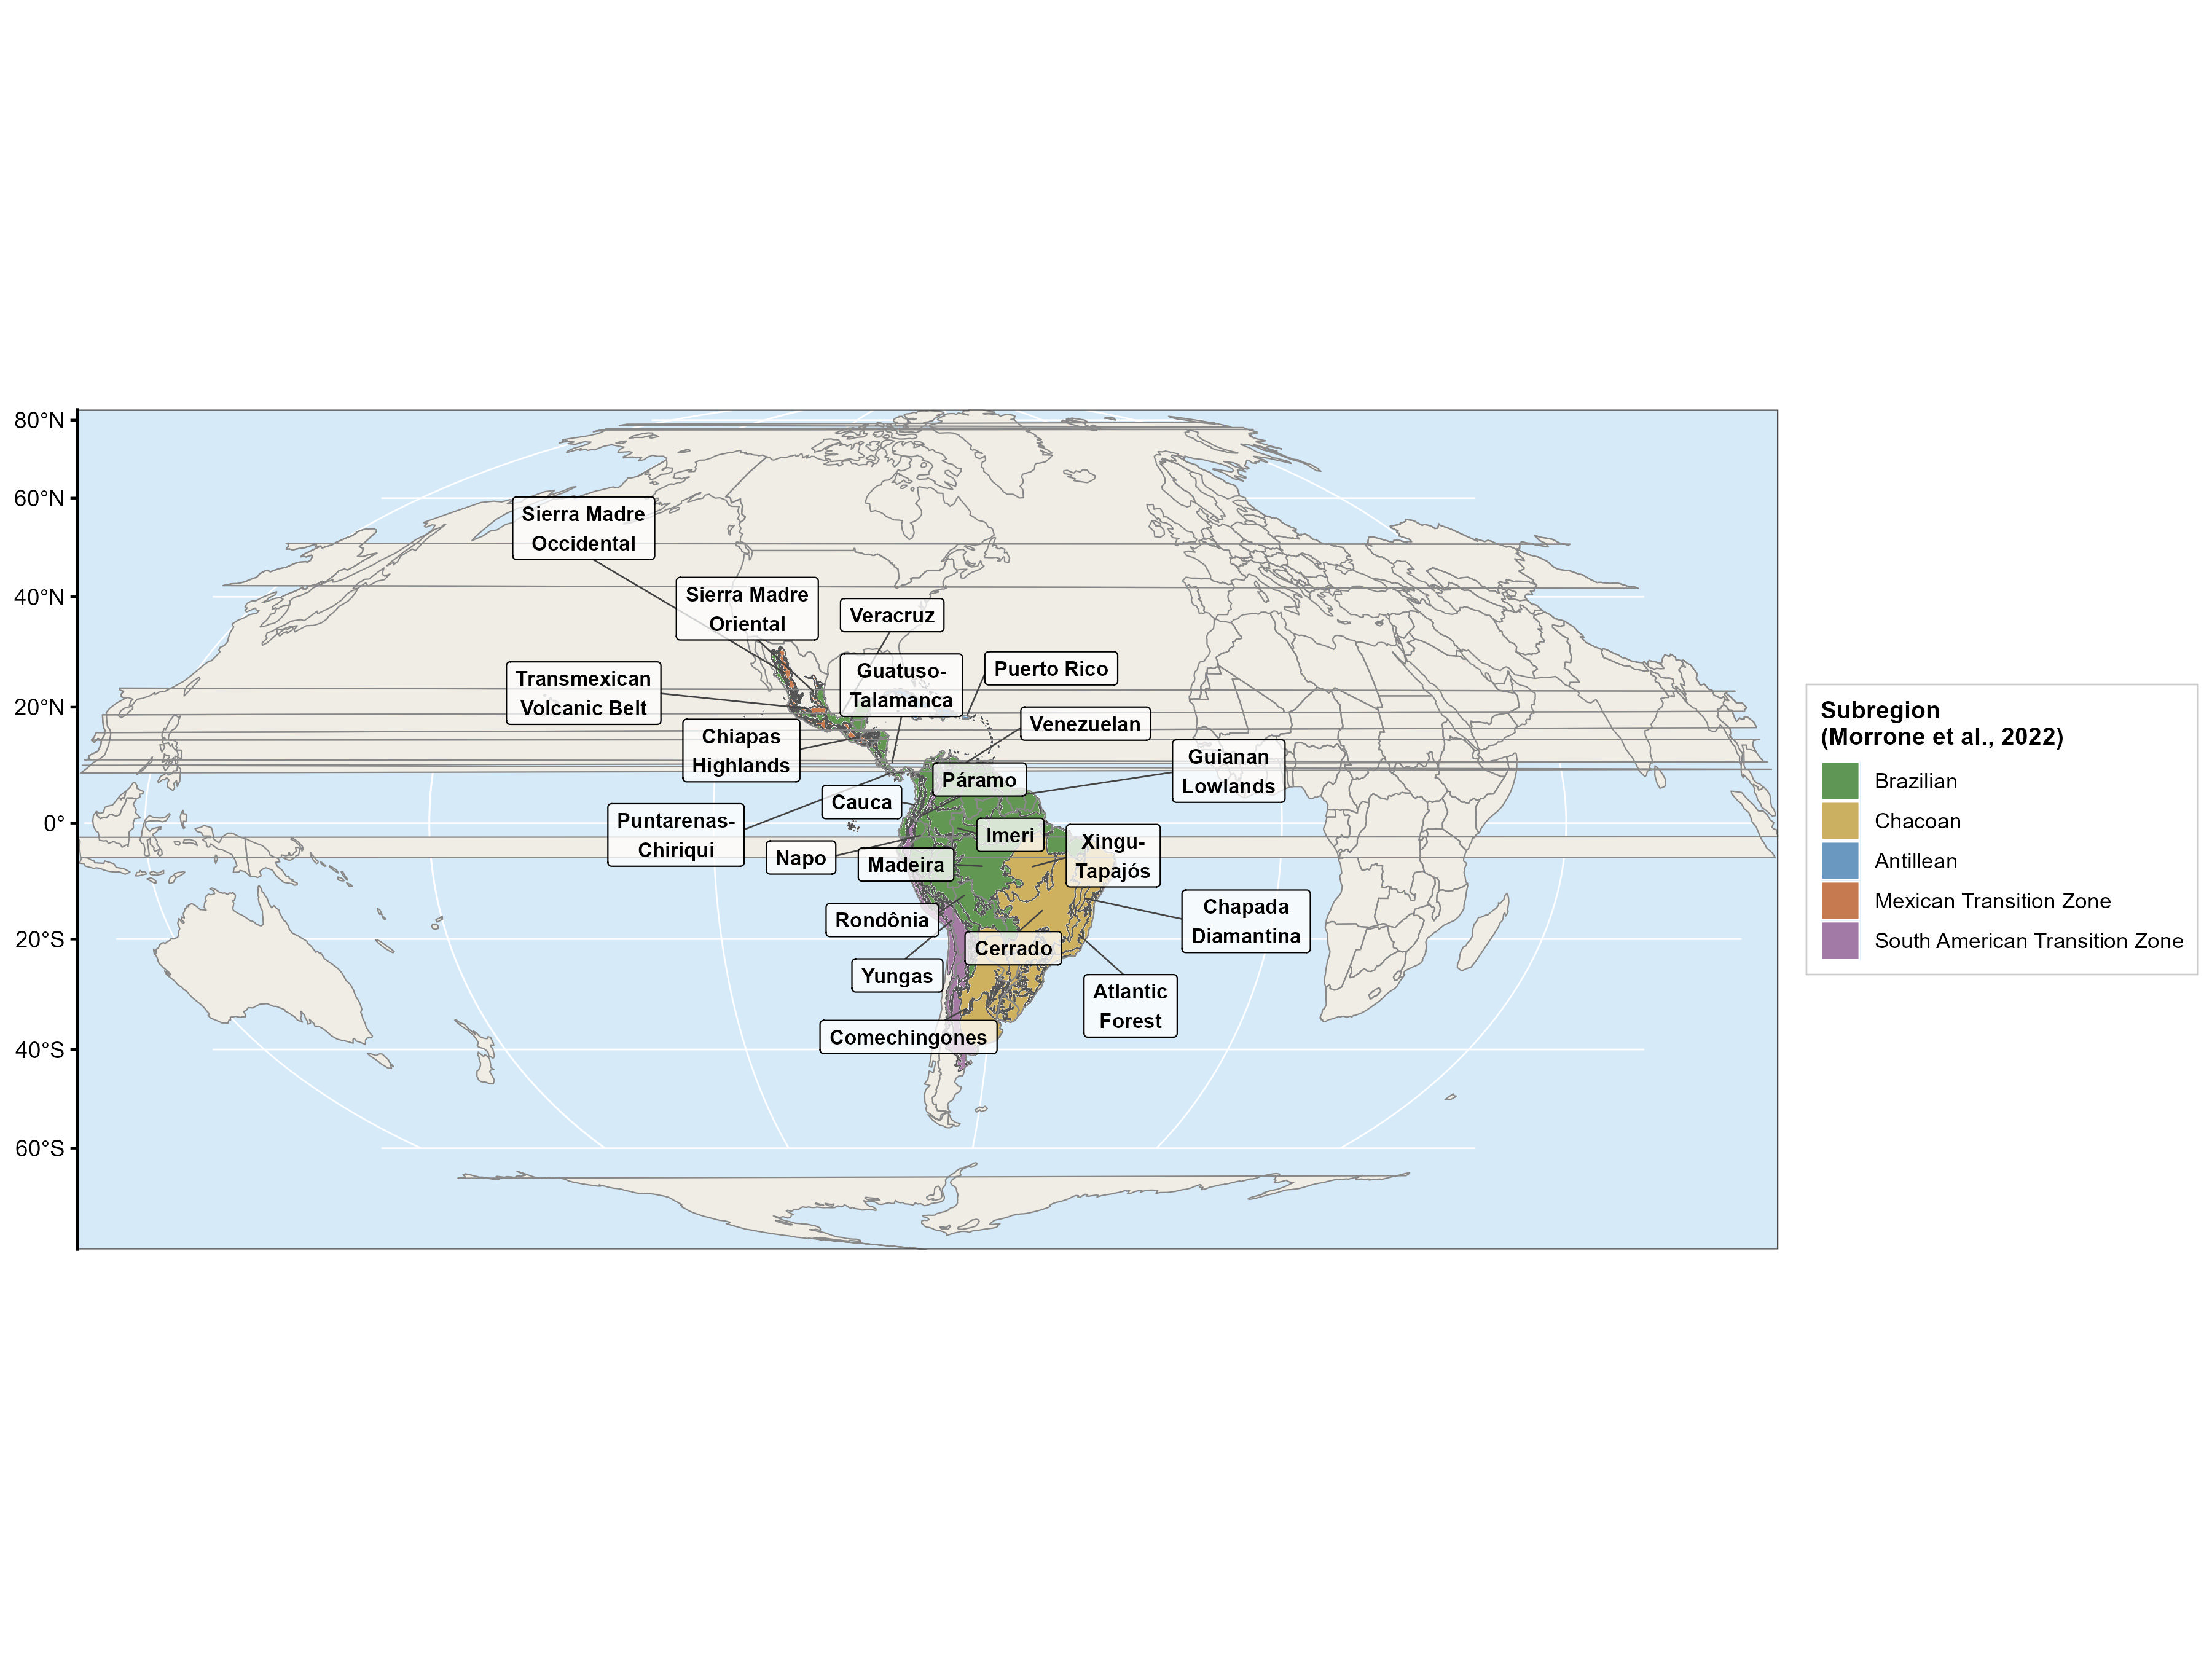 80°N
60°N
40°N
20°N
0°
20°S
40°S
60°S
Sierra Madre
Occidental
Sierra Madre
Oriental
Veracruz
Transmexican
Volcanic Belt
Guatuso-
Talamanca
Puerto Rico
Chiapas
Highlands
Venezuelan
Guianan
Lowlands
Páramo
Cauca
Puntarenas-
Chiriqui
Imeri
Xingu-
Tapajós
Napo
Madeira
Rondônia
Chapada
Diamantina
Cerrado
Yungas
Atlantic
Forest
Comechingones
Subregion
(Morrone et al., 2022)
Brazilian
Chacoan
Antillean
Mexican Transition Zone
South American Transition Zone